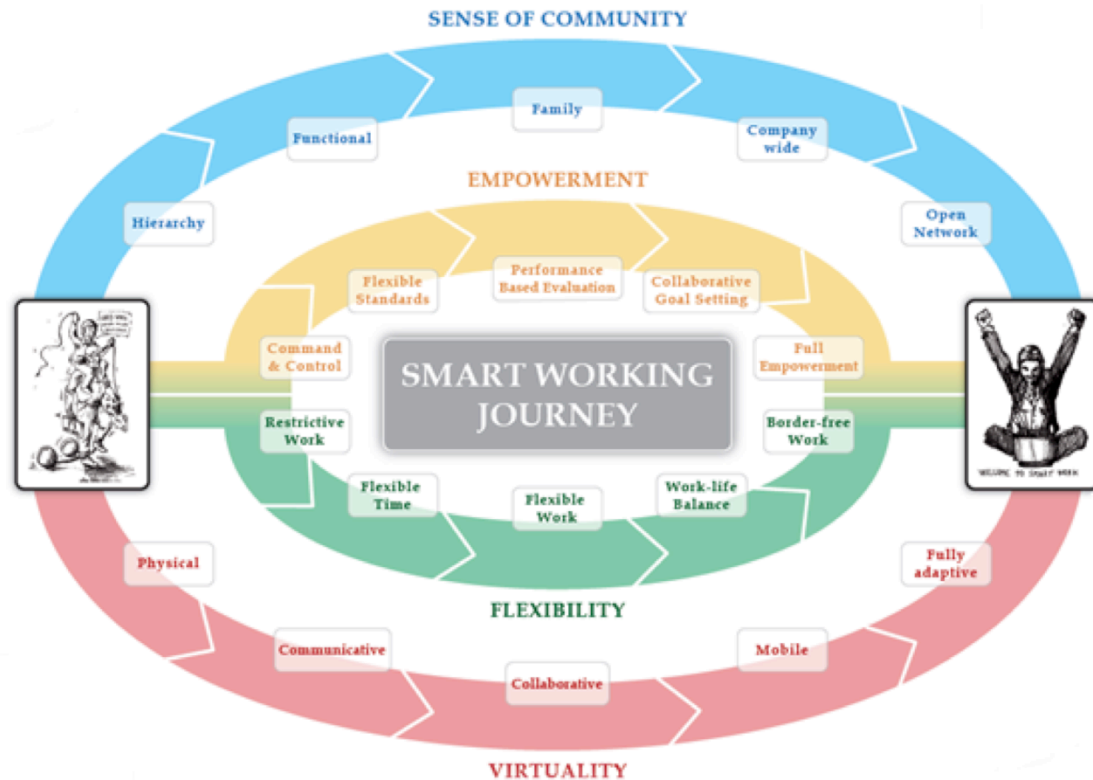 SENSE OF COMMUNITY
Family
Functional
Company
wide
Hierarchy
Open
Network
EMPOWERMENT
Performance
Based Evaluation
Flexible
Standards
Collaborative
Goal Setting
Command
& Control
Full
Empowerment
SMART WORKING
JOURNEY
Restrictive
Work
Border-free
Work
Flexible
Time
Flexible
Work
Work-life
Balance
FLEXIBILITY
WELCOME TO SMART WORK
Physical
Fully
adaptive
Communicative
Mobile
Collaborative
VIRTUALITY